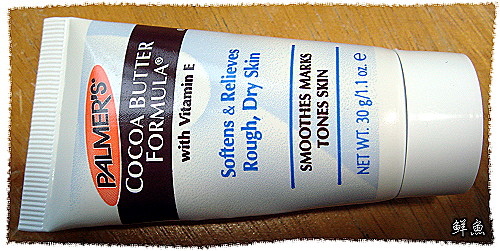 PALMER'S
COCOA BUTTER
FORMULA®
with Vitamin E
Softens & Relieves
Rough, Dry Skin
SMOOTHES MARKS
TONES SKIN
NET WT. 30 g/1.1 oz e
鮮魚